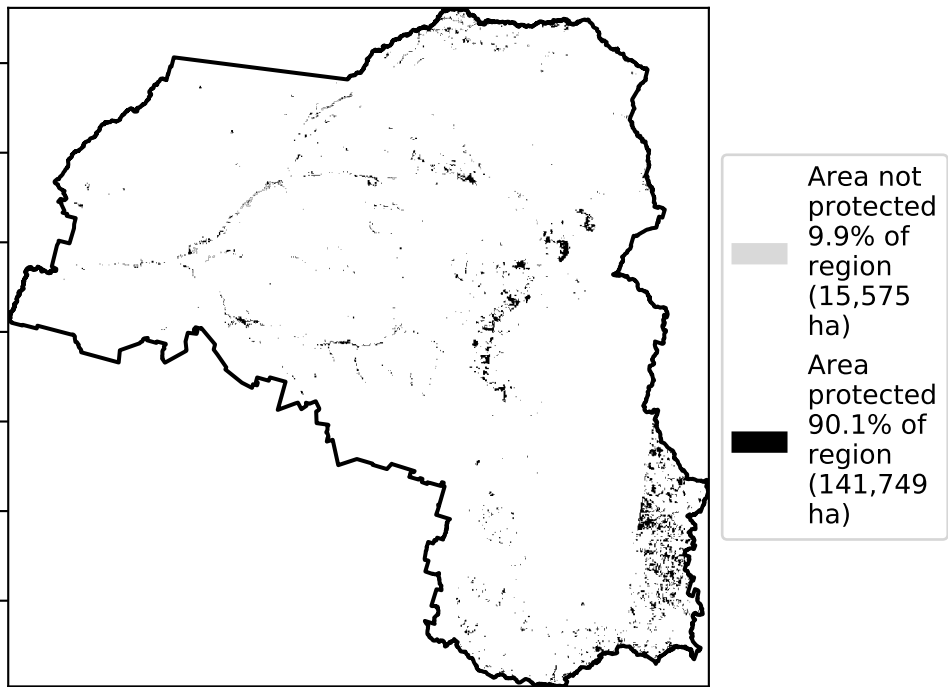 Area not
protected
9.9% of
region
(15,575
ha)
Area
protected
90.1% of
region
(141,749
ha)